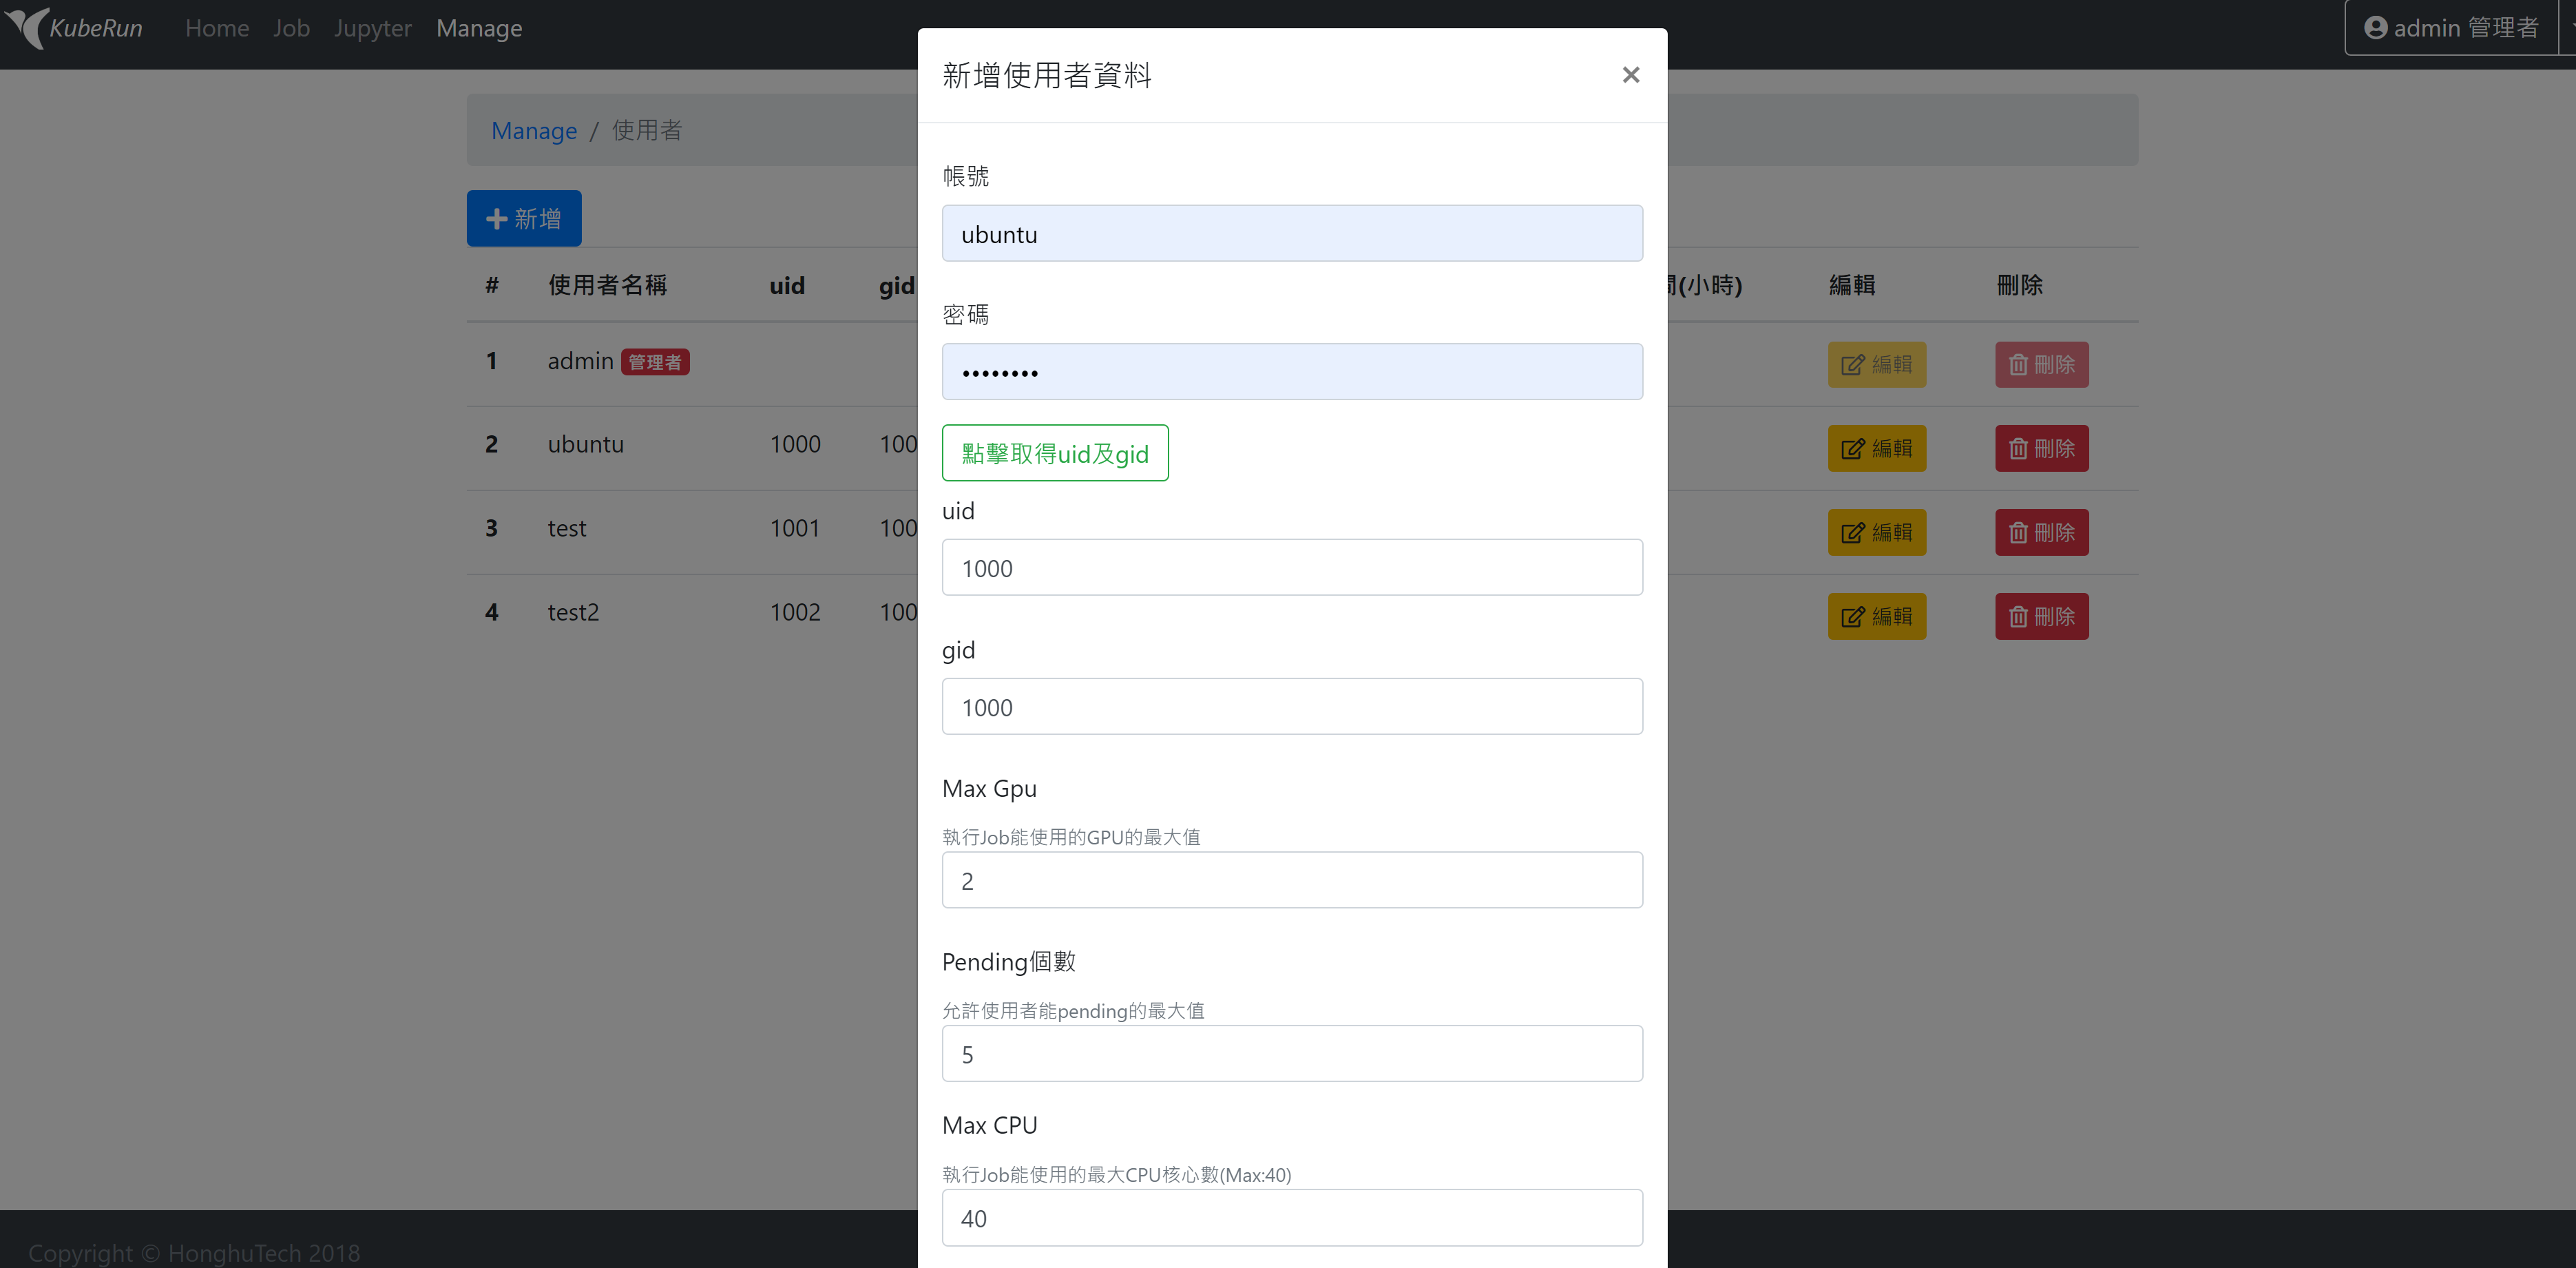 KubeRun Home Job Jupyter Manage
admin 管理者
新增使用者資料 ×
Manage / 使用者
新增
# 使用者名稱 uid gid (小時) 編輯 刪除
1 admin 管理者 編輯 刪除
2 ubuntu 1000 100 編輯 刪除
3 test 1001 100 編輯 刪除
4 test2 1002 100 編輯 刪除
帳號
ubuntu
密碼
••••••••
點擊取得uid及gid
uid
1000
gid
1000
Max Gpu
執行Job能使用的GPU的最大值
2
Pending個數
允許使用者能pending的最大值
5
Max CPU
執行Job能使用的最大CPU核心數(Max:40)
40
Copyright © HonghuTech 2018